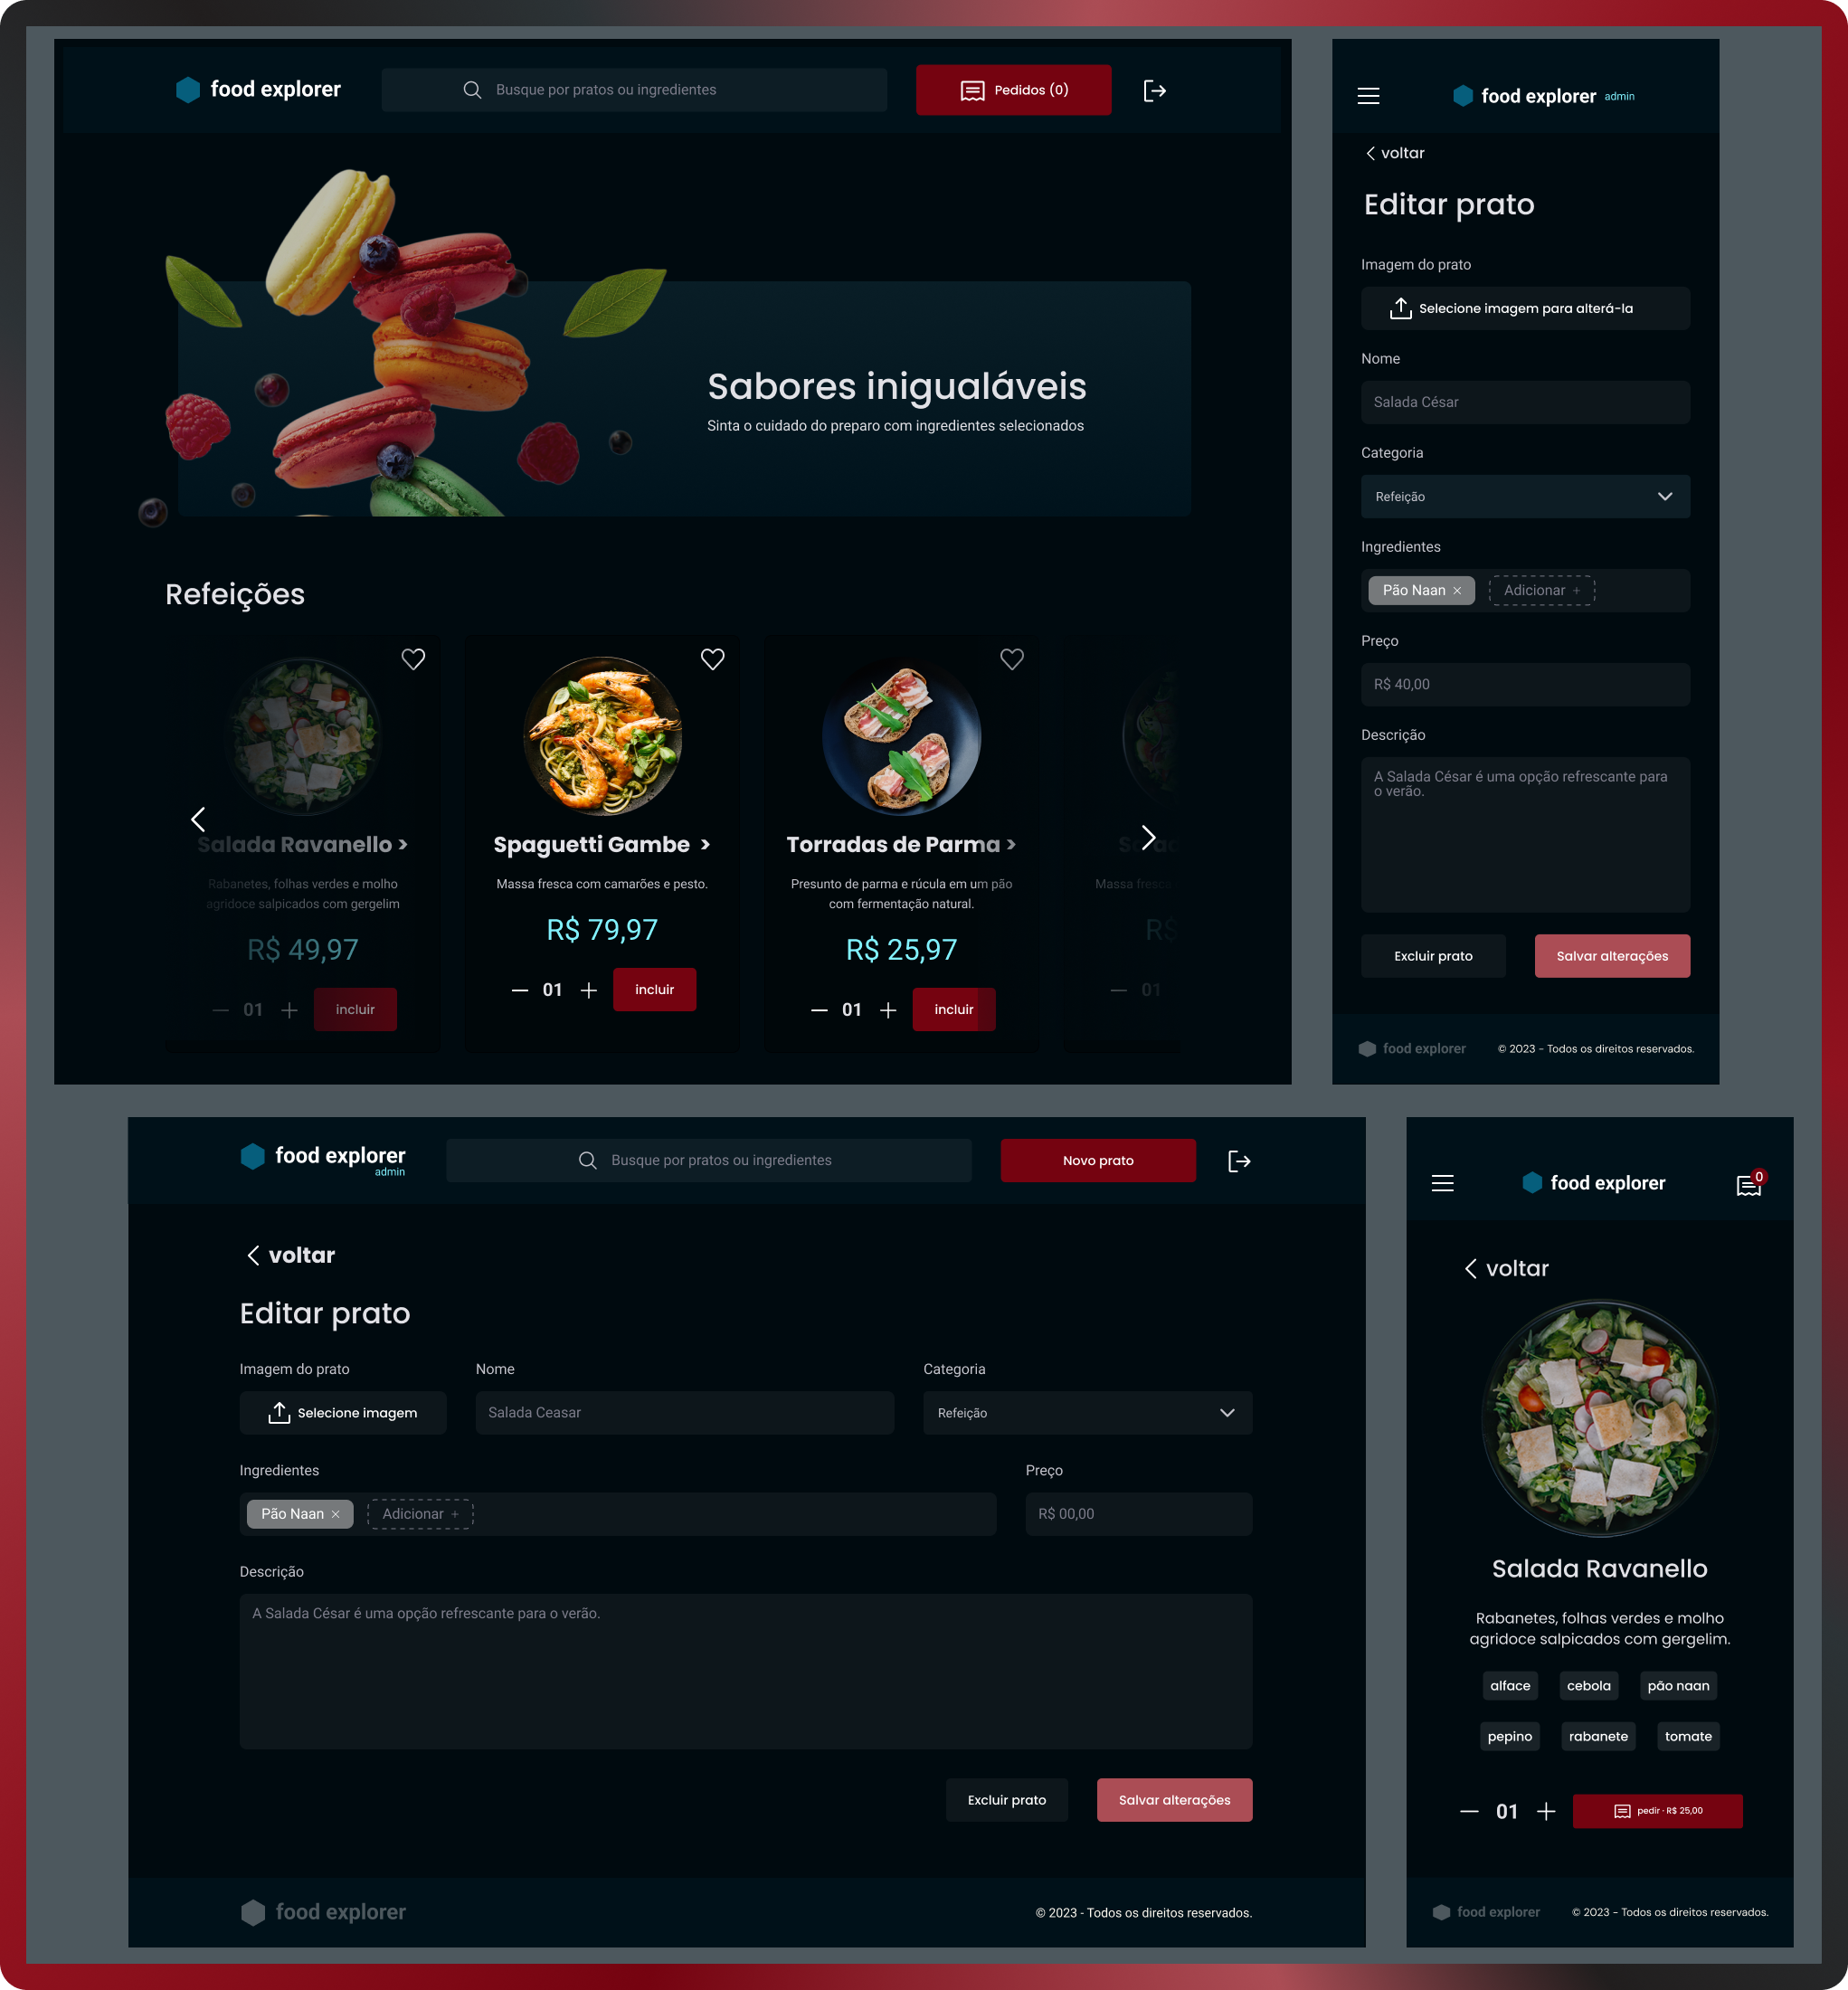 food explorer
Busque por pratos ou ingredientes
Pedidos (0)
Sabores inigualáveis
Sinta o cuidado do preparo com ingredientes selecionados
Refeições
Salada Ravanello >
Rabanetes, folhas verdes e molho
agridoce salpicados com gergelim
R$ 49,97
01
incluir
Spaguetti Gambe >
Massa fresca com camarões e pesto.
R$ 79,97
01
incluir
Torradas de Parma >
Presunto de parma e rúcula em um pão
com fermentação natural.
R$ 25,97
01
incluir
Massa fresca
R$
01
food explorer admin
voltar
Editar prato
Imagem do prato
Selecione imagem para alterá-la
Nome
Salada César
Categoria
Refeição
Ingredientes
Pão Naan × Adicionar +
Preço
R$ 40,00
Descrição
A Salada César é uma opção refrescante para
o verão.
Excluir prato
Salvar alterações
food explorer
© 2023 - Todos os direitos reservados.
food explorer
admin
Busque por pratos ou ingredientes
Novo prato
voltar
Editar prato
Imagem do prato
Selecione imagem
Nome
Salada Ceasar
Categoria
Refeição
Ingredientes
Pão Naan × Adicionar +
Preço
R$ 00,00
Descrição
A Salada César é uma opção refrescante para o verão.
Excluir prato
Salvar alterações
food explorer
© 2023 - Todos os direitos reservados.
food explorer
0
voltar
Salada Ravanello
Rabanetes, folhas verdes e molho
agridoce salpicados com gergelim.
alface cebola pão naan
pepino rabanete tomate
01
pedir · R$ 25,00
food explorer
© 2023 - Todos os direitos reservados.